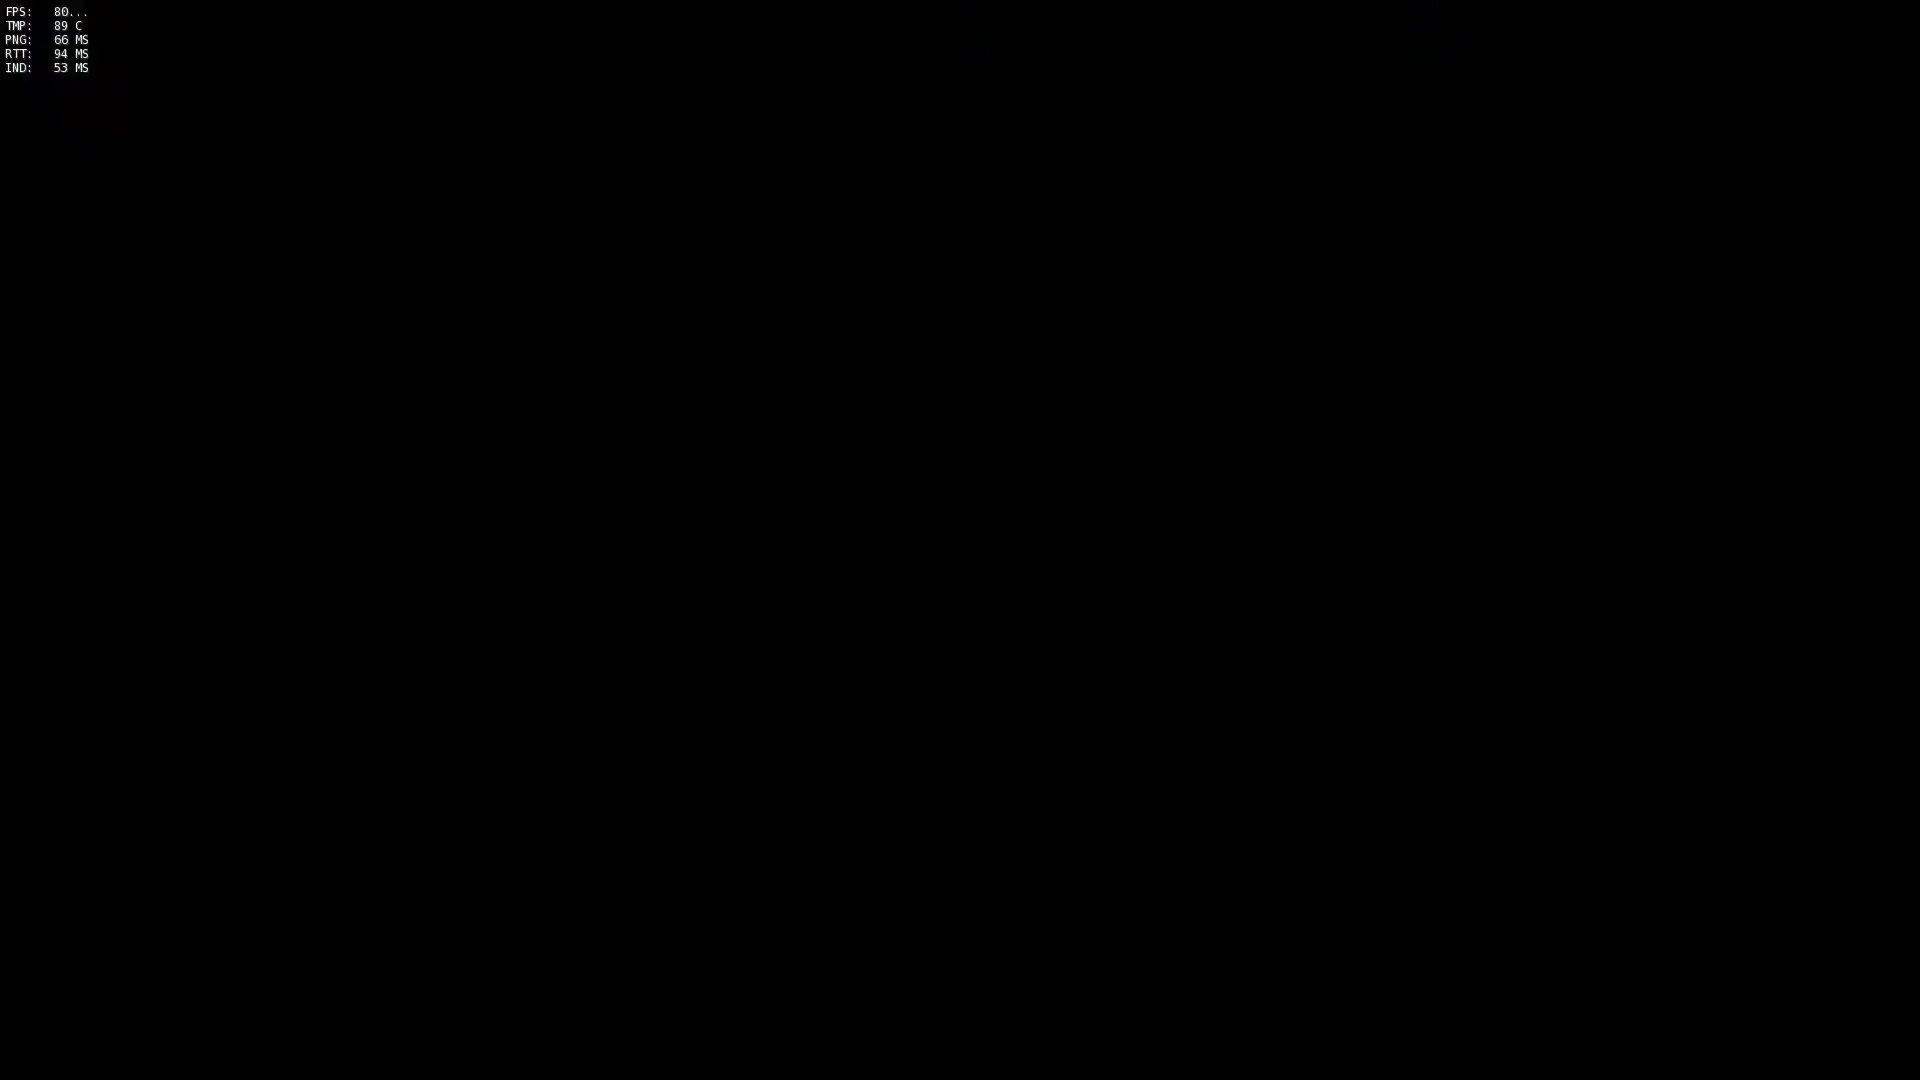 FPS: 80...
TMP: 89 C
PNG: 66 MS
RTT: 94 MS
IND: 53 MS